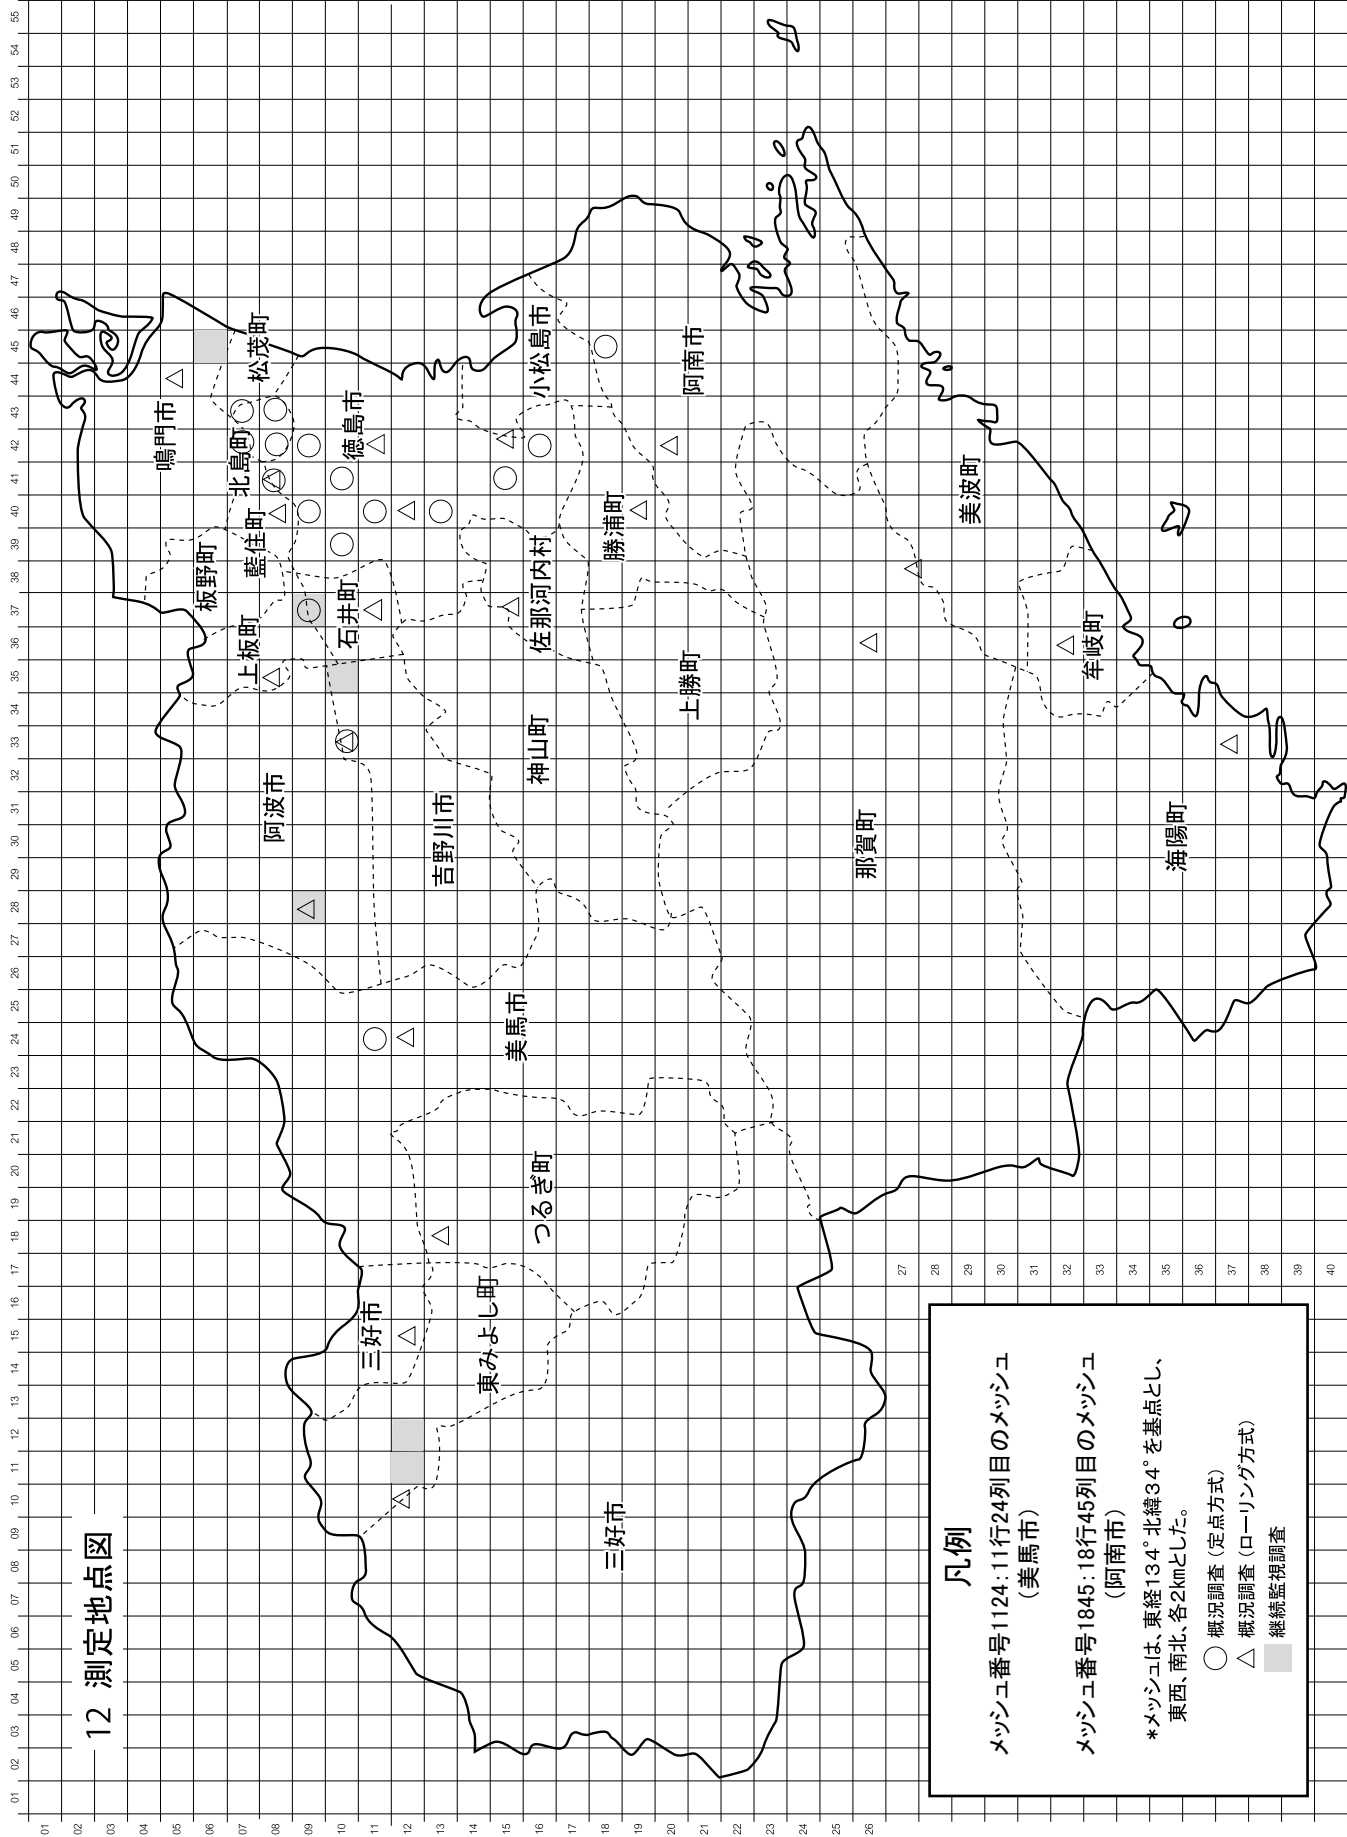 12 測定地点図
01 02 03 04 05 06 07 08 09 10 11 12 13 14 15 16 17 18 19 20 21 22 23 24 25 26 27 28 29 30 31 32 33 34 35 36 37 38 39 40 41 42 43 44 45 46 47 48 49 50 51 52 53 54 55
01
02
03
04
05
06
07
08
09
10
11
12
13
14
15
16
17
18
19
20
21
22
23
24
25
26
27
28
29
30
31
32
33
34
35
36
37
38
39
40
鳴門市
松茂町
北島町
藍住町
板野町
上板町
徳島市
石井町
阿波市
吉野川市
小松島市
佐那河内村
神山町
勝浦町
上勝町
阿南市
美馬市
つるぎ町
三好市
東みよし町
三好市
那賀町
美波町
牟岐町
海陽町
凡例
メッシュ番号1124:11行24列目のメッシュ
(美馬市)
メッシュ番号1845:18行45列目のメッシュ
(阿南市)
*メッシュは、東経134°北緯34°を基点とし、
東西、南北、各2kmとした。
概況調査(定点方式)
概況調査(ローリング方式)
継続監視調査